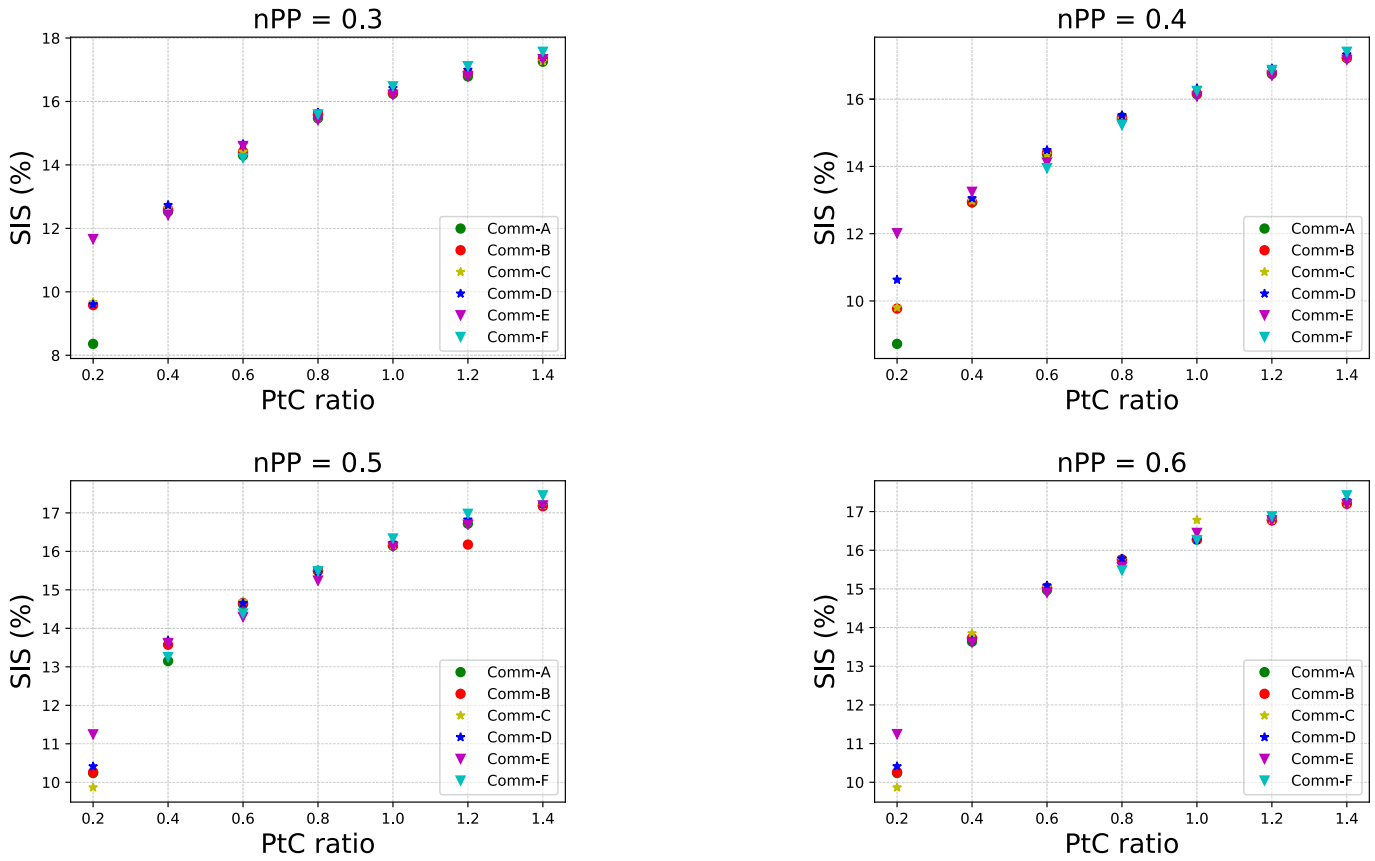 nPP = 0.3
18
16
14
12
10
8
SIS (%)
0.2 0.4 0.6 0.8 1.0 1.2 1.4
PtC ratio
Comm-A
Comm-B
Comm-C
Comm-D
Comm-E
Comm-F
nPP = 0.4
16
14
12
10
SIS (%)
0.2 0.4 0.6 0.8 1.0 1.2 1.4
PtC ratio
Comm-A
Comm-B
Comm-C
Comm-D
Comm-E
Comm-F
nPP = 0.5
17
16
15
14
13
12
11
10
SIS (%)
0.2 0.4 0.6 0.8 1.0 1.2 1.4
PtC ratio
Comm-A
Comm-B
Comm-C
Comm-D
Comm-E
Comm-F
nPP = 0.6
17
16
15
14
13
12
11
10
SIS (%)
0.2 0.4 0.6 0.8 1.0 1.2 1.4
PtC ratio
Comm-A
Comm-B
Comm-C
Comm-D
Comm-E
Comm-F